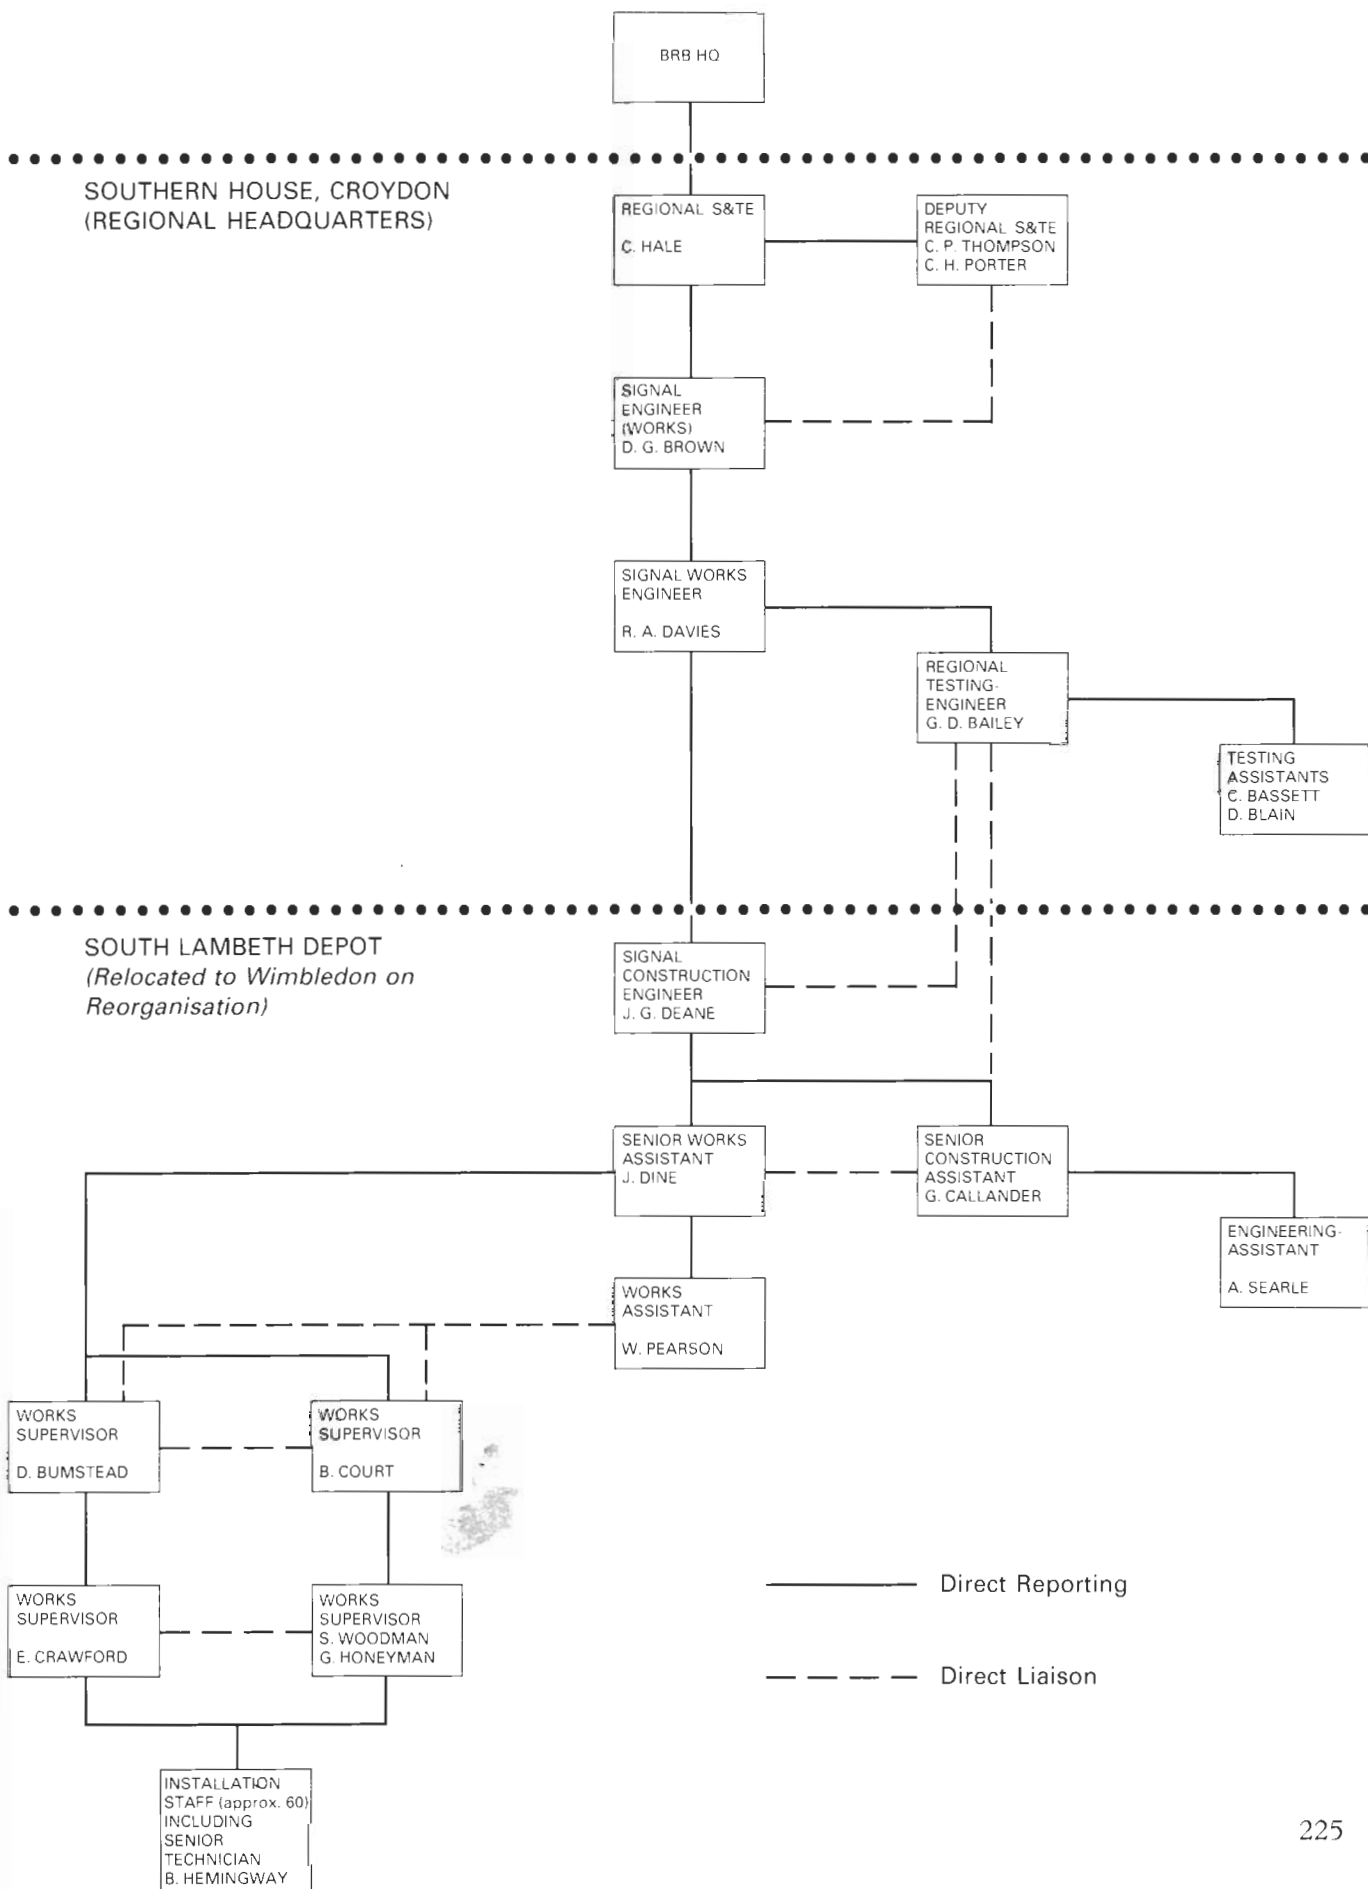 BRB HQ
SOUTHERN HOUSE, CROYDON
(REGIONAL HEADQUARTERS)
REGIONAL S&TE
C. HALE
DEPUTY
REGIONAL S&TE
C. P. THOMPSON
C. H. PORTER
SIGNAL
ENGINEER
(WORKS)
D. G. BROWN
SIGNAL WORKS
ENGINEER
R. A. DAVIES
REGIONAL
TESTING-
ENGINEER
G. D. BAILEY
TESTING
ASSISTANTS
C. BASSETT
D. BLAIN
SOUTH LAMBETH DEPOT
(Relocated to Wimbledon on
Reorganisation)
SIGNAL
CONSTRUCTION
ENGINEER
J. G. DEANE
SENIOR WORKS
ASSISTANT
J. DINE
SENIOR
CONSTRUCTION
ASSISTANT
G. CALLANDER
ENGINEERING-
ASSISTANT
A. SEARLE
WORKS
ASSISTANT
W. PEARSON
WORKS
SUPERVISOR
D. BUMSTEAD
WORKS
SUPERVISOR
B. COURT
WORKS
SUPERVISOR
E. CRAWFORD
WORKS
SUPERVISOR
S. WOODMAN
G. HONEYMAN
Direct Reporting
Direct Liaison
INSTALLATION
STAFF (approx. 60)
INCLUDING
SENIOR
TECHNICIAN
B. HEMINGWAY
225